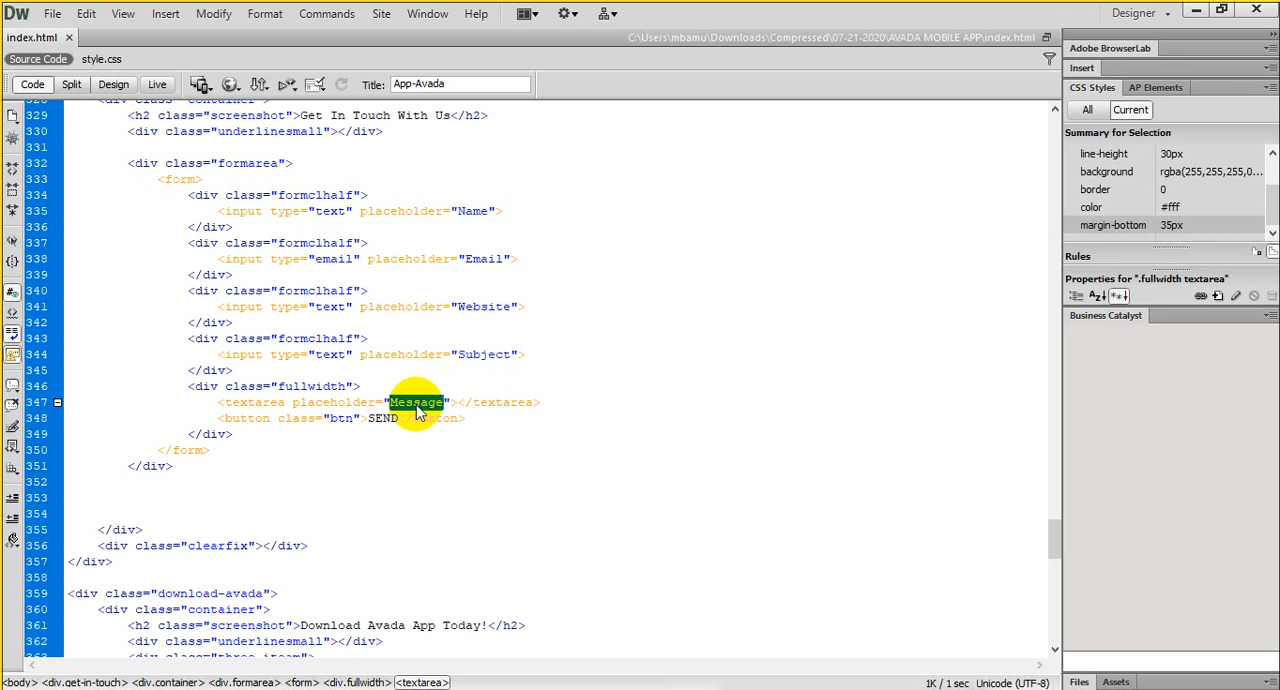 Dw File Edit View Insert Modify Format Commands Site Window Help Designer
index.html × C:\Users\mbamu\Downloads\Compressed\07-21-2020\AVADA MOBILE APP\index.html
Source Code style.css
Code Split Design Live Title: App-Avada
Adobe BrowserLab
Insert
CSS Styles AP Elements
All Current
Summary for Selection
line-height 30px
background rgba(255,255,255,0...
border 0
color #fff
margin-bottom 35px
Rules
Properties for ".fullwidth textarea"
Business Catalyst
329 <h2 class="screenshot">Get In Touch With Us</h2>
330 <div class="underlinesmall"></div>
331
332 <div class="formarea">
333 <form>
334 <div class="formclhalf">
335 <input type="text" placeholder="Name">
336 </div>
337 <div class="formclhalf">
338 <input type="email" placeholder="Email">
339 </div>
340 <div class="formclhalf">
341 <input type="text" placeholder="Website">
342 </div>
343 <div class="formclhalf">
344 <input type="text" placeholder="Subject">
345 </div>
346 <div class="fullwidth">
347 <textarea placeholder="Message"></textarea>
348 <button class="btn">SEND</button>
349 </div>
350 </form>
351 </div>
352
353
354
355 </div>
356 <div class="clearfix"></div>
357 </div>
358
359 <div class="download-avada">
360 <div class="container">
361 <h2 class="screenshot">Download Avada App Today!</h2>
362 <div class="underlinesmall"></div>
<body> <div.get-in-touch> <div.container> <div.formarea> <form> <div.fullwidth> <textarea> 1K / 1 sec Unicode (UTF-8)
Files Assets